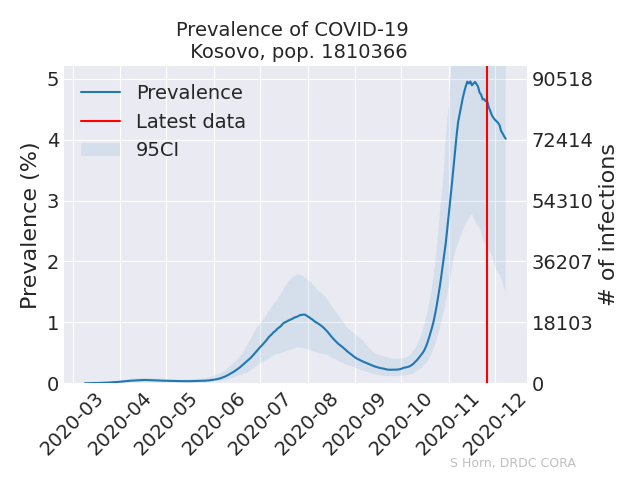 Prevalence of COVID-19
Kosovo, pop. 1810366
Prevalence
Latest data
95CI
Prevalence (%)
5
4
3
2
1
0
90518
72414
54310
36207
18103
0
# of infections
2020-03
2020-04
2020-05
2020-06
2020-07
2020-08
2020-09
2020-10
2020-11
2020-12
S Horn, DRDC CORA